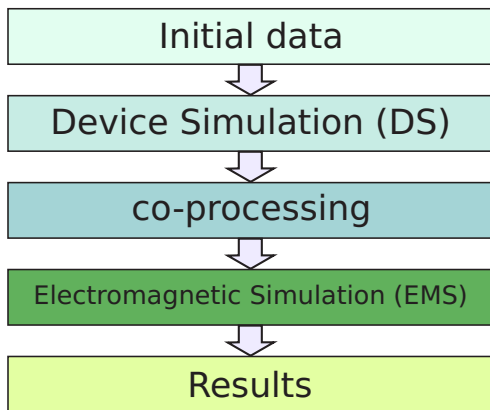 Initial data
Device Simulation (DS)
co-processing
Electromagnetic Simulation (EMS)
Results